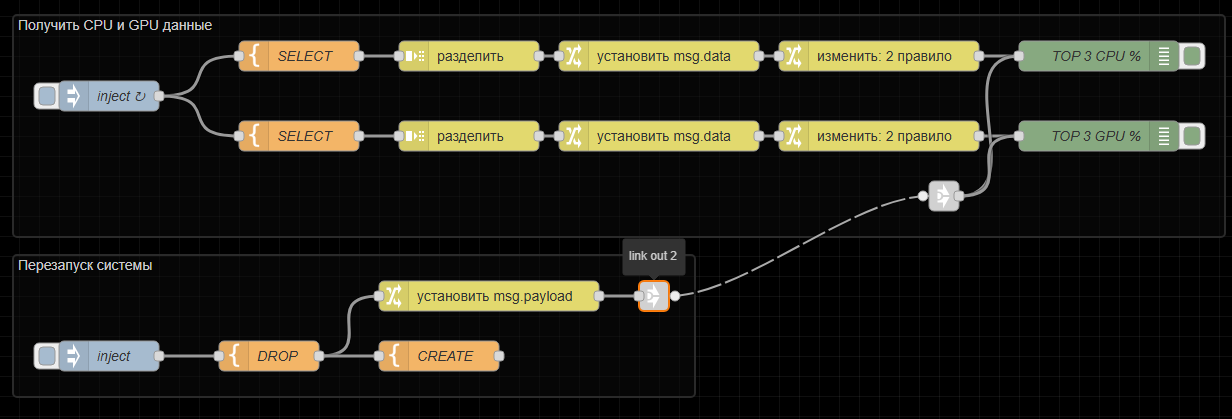 Получить CPU и GPU данные
SELECT
разделить
установить msg.data
изменить: 2 правило
TOP 3 CPU %
inject ↻
SELECT
разделить
установить msg.data
изменить: 2 правило
TOP 3 GPU %
link out 2
Перезапуск системы
установить msg.payload
inject
DROP
CREATE